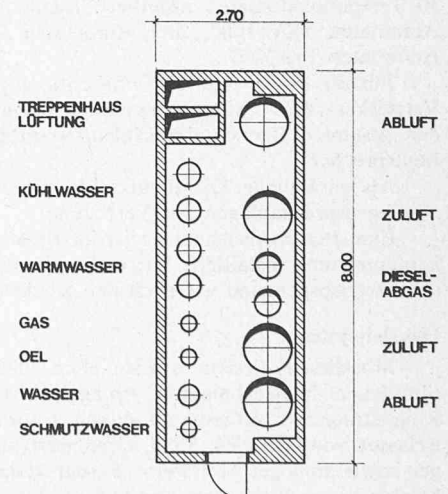 2.70
TREPPENHAUS
LÜFTUNG
ABLUFT
KÜHLWASSER
ZULUFT
8.00
WARMWASSER
DIESEL-
ABGAS
GAS
OEL
ZULUFT
WASSER
ABLUFT
SCHMUTZWASSER